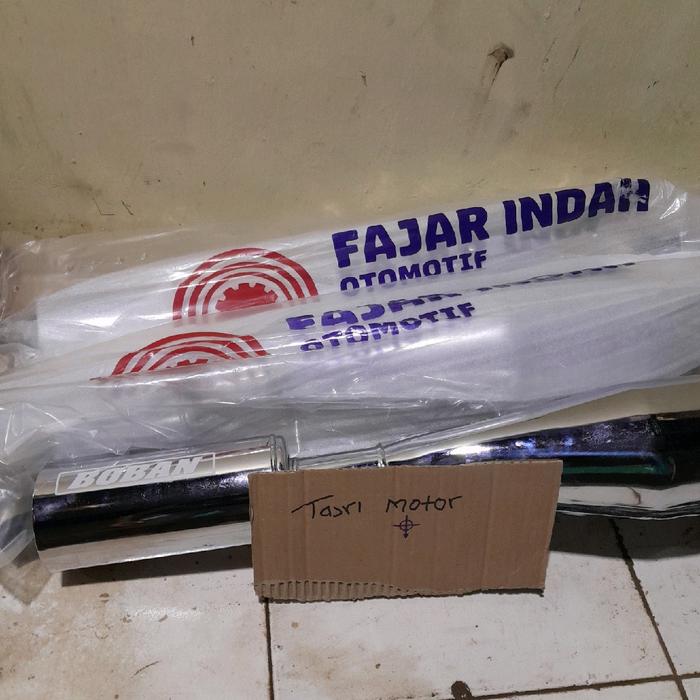 FAJAR INDAH
OTOMOTIF
FAJAR INDAH
OTOMOTIF
BOBAN
Tasri Motor